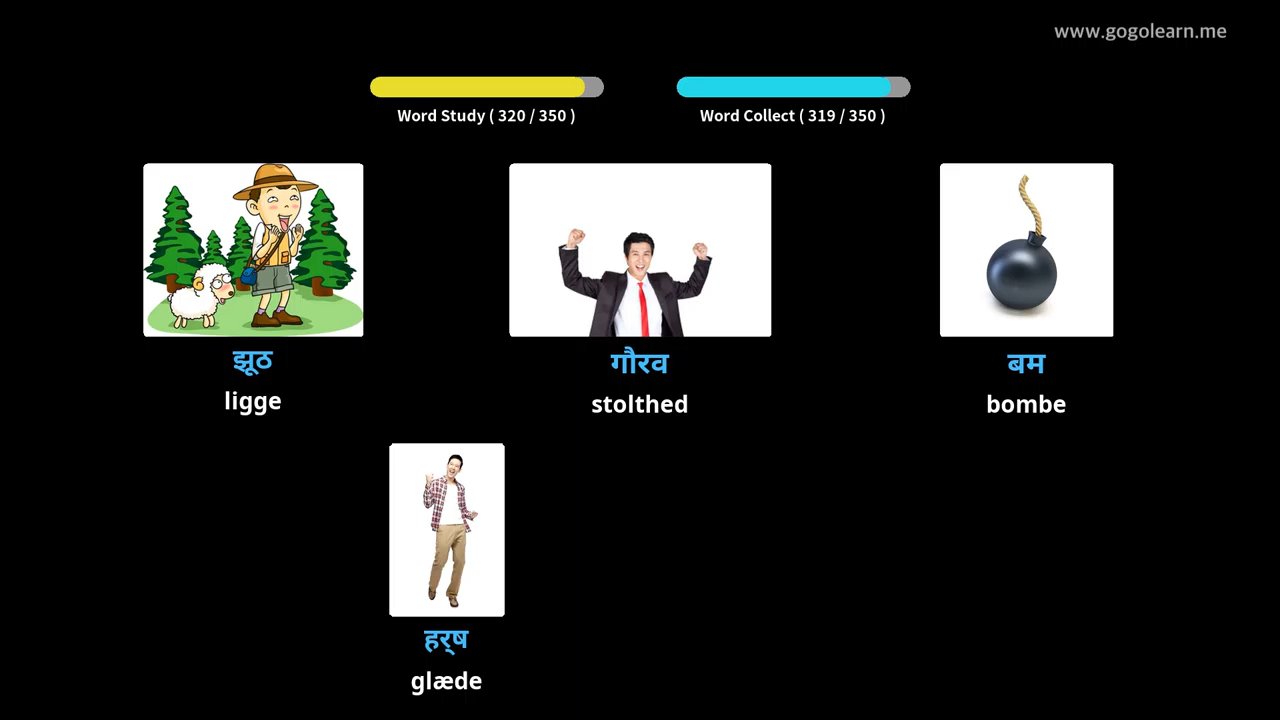 www.gogolearn.me
Word Study ( 320 / 350 )
Word Collect ( 319 / 350 )
झूठ
ligge
गौरव
stolthed
बम
bombe
हर्ष
glæde